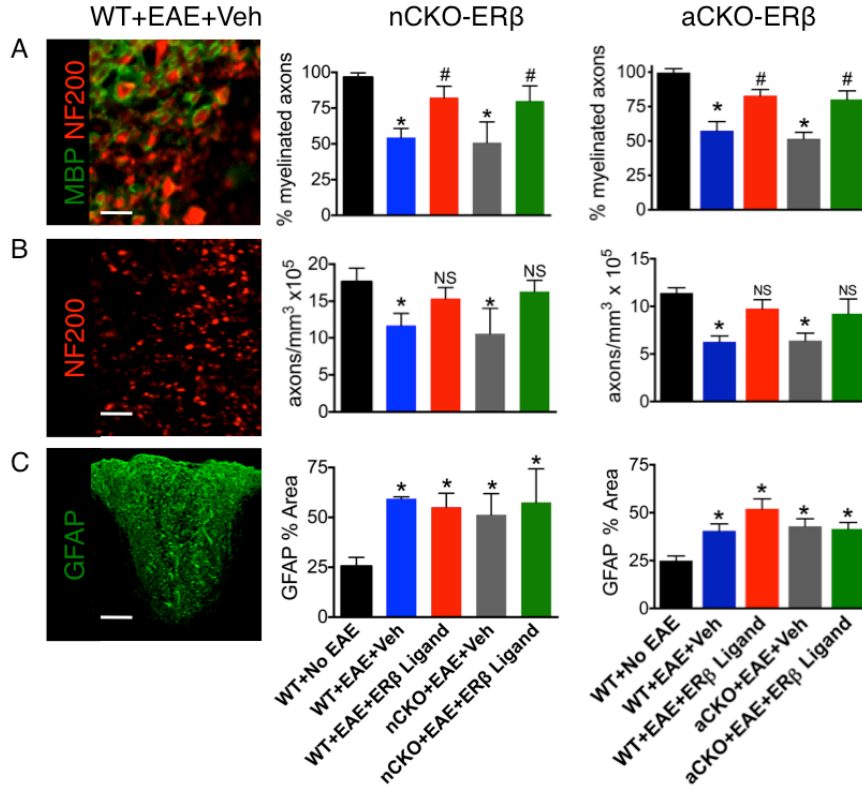 WT+EAE+Veh nCKO-ERβ aCKO-ERβ
A
MBP NF200
% myelinated axons
100
75
50
25
0
* # * #
% myelinated axons
100
75
50
25
0
* # * #
B
NF200
axons/mm³ x10⁵
20
15
10
5
0
* NS * NS
axons/mm³ x 10⁵
15
10
5
0
* NS * NS
C
GFAP
GFAP % Area
75
50
25
0
* * * *
WT+No EAE
WT+EAE+Veh
WT+EAE+ERβ Ligand
nCKO+EAE+Veh
nCKO+EAE+ERβ Ligand
GFAP % Area
75
50
25
0
* * * *
WT+No EAE
WT+EAE+Veh
WT+EAE+ERβ Ligand
aCKO+EAE+Veh
aCKO+EAE+ERβ Ligand